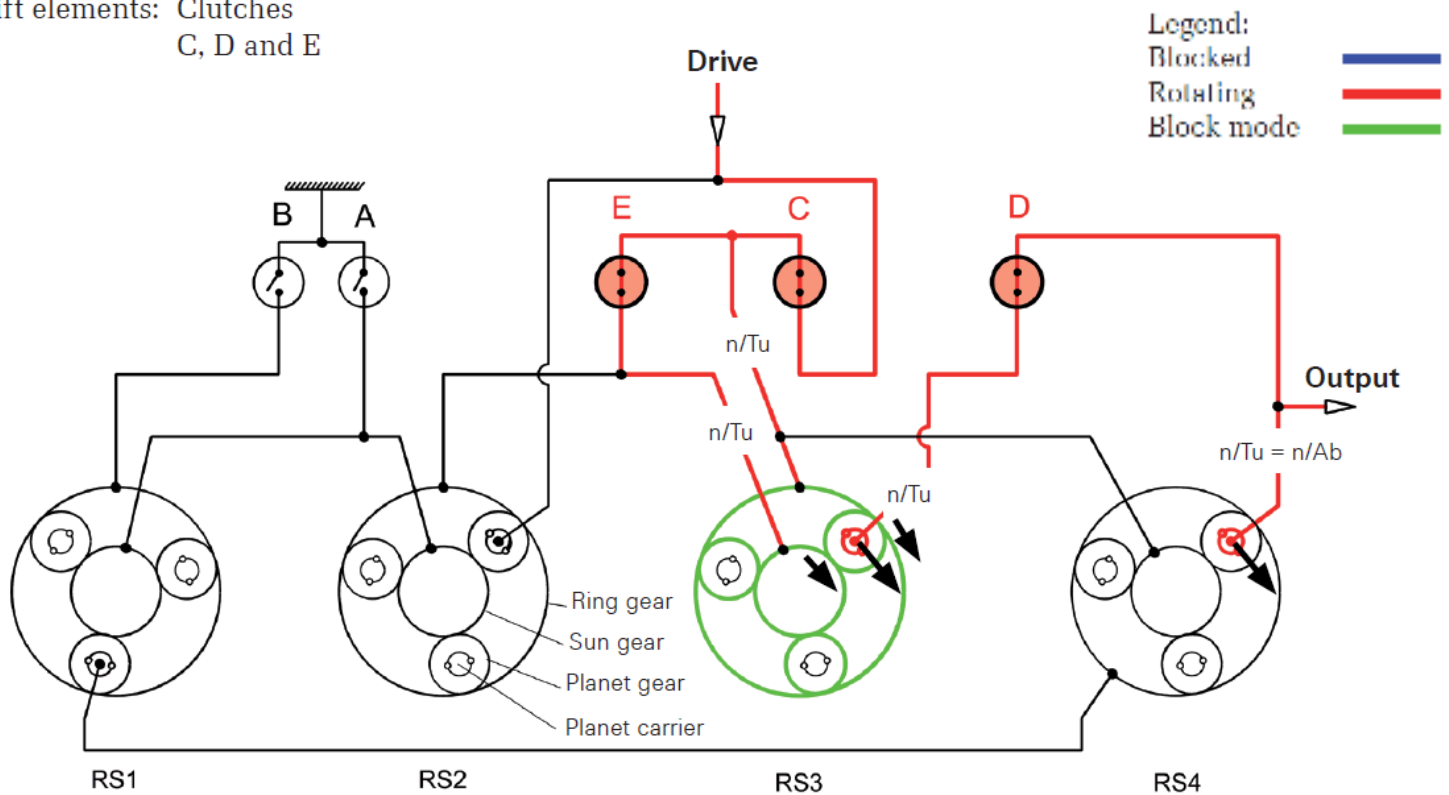 ift elements: Clutches
C, D and E
Legend:
Blocked
Rotating
Block mode
Drive
B A
E C D
n/Tu
Output
n/Tu
n/Tu = n/Ab
n/Tu
Ring gear
Sun gear
Planet gear
Planet carrier
RS1 RS2 RS3 RS4